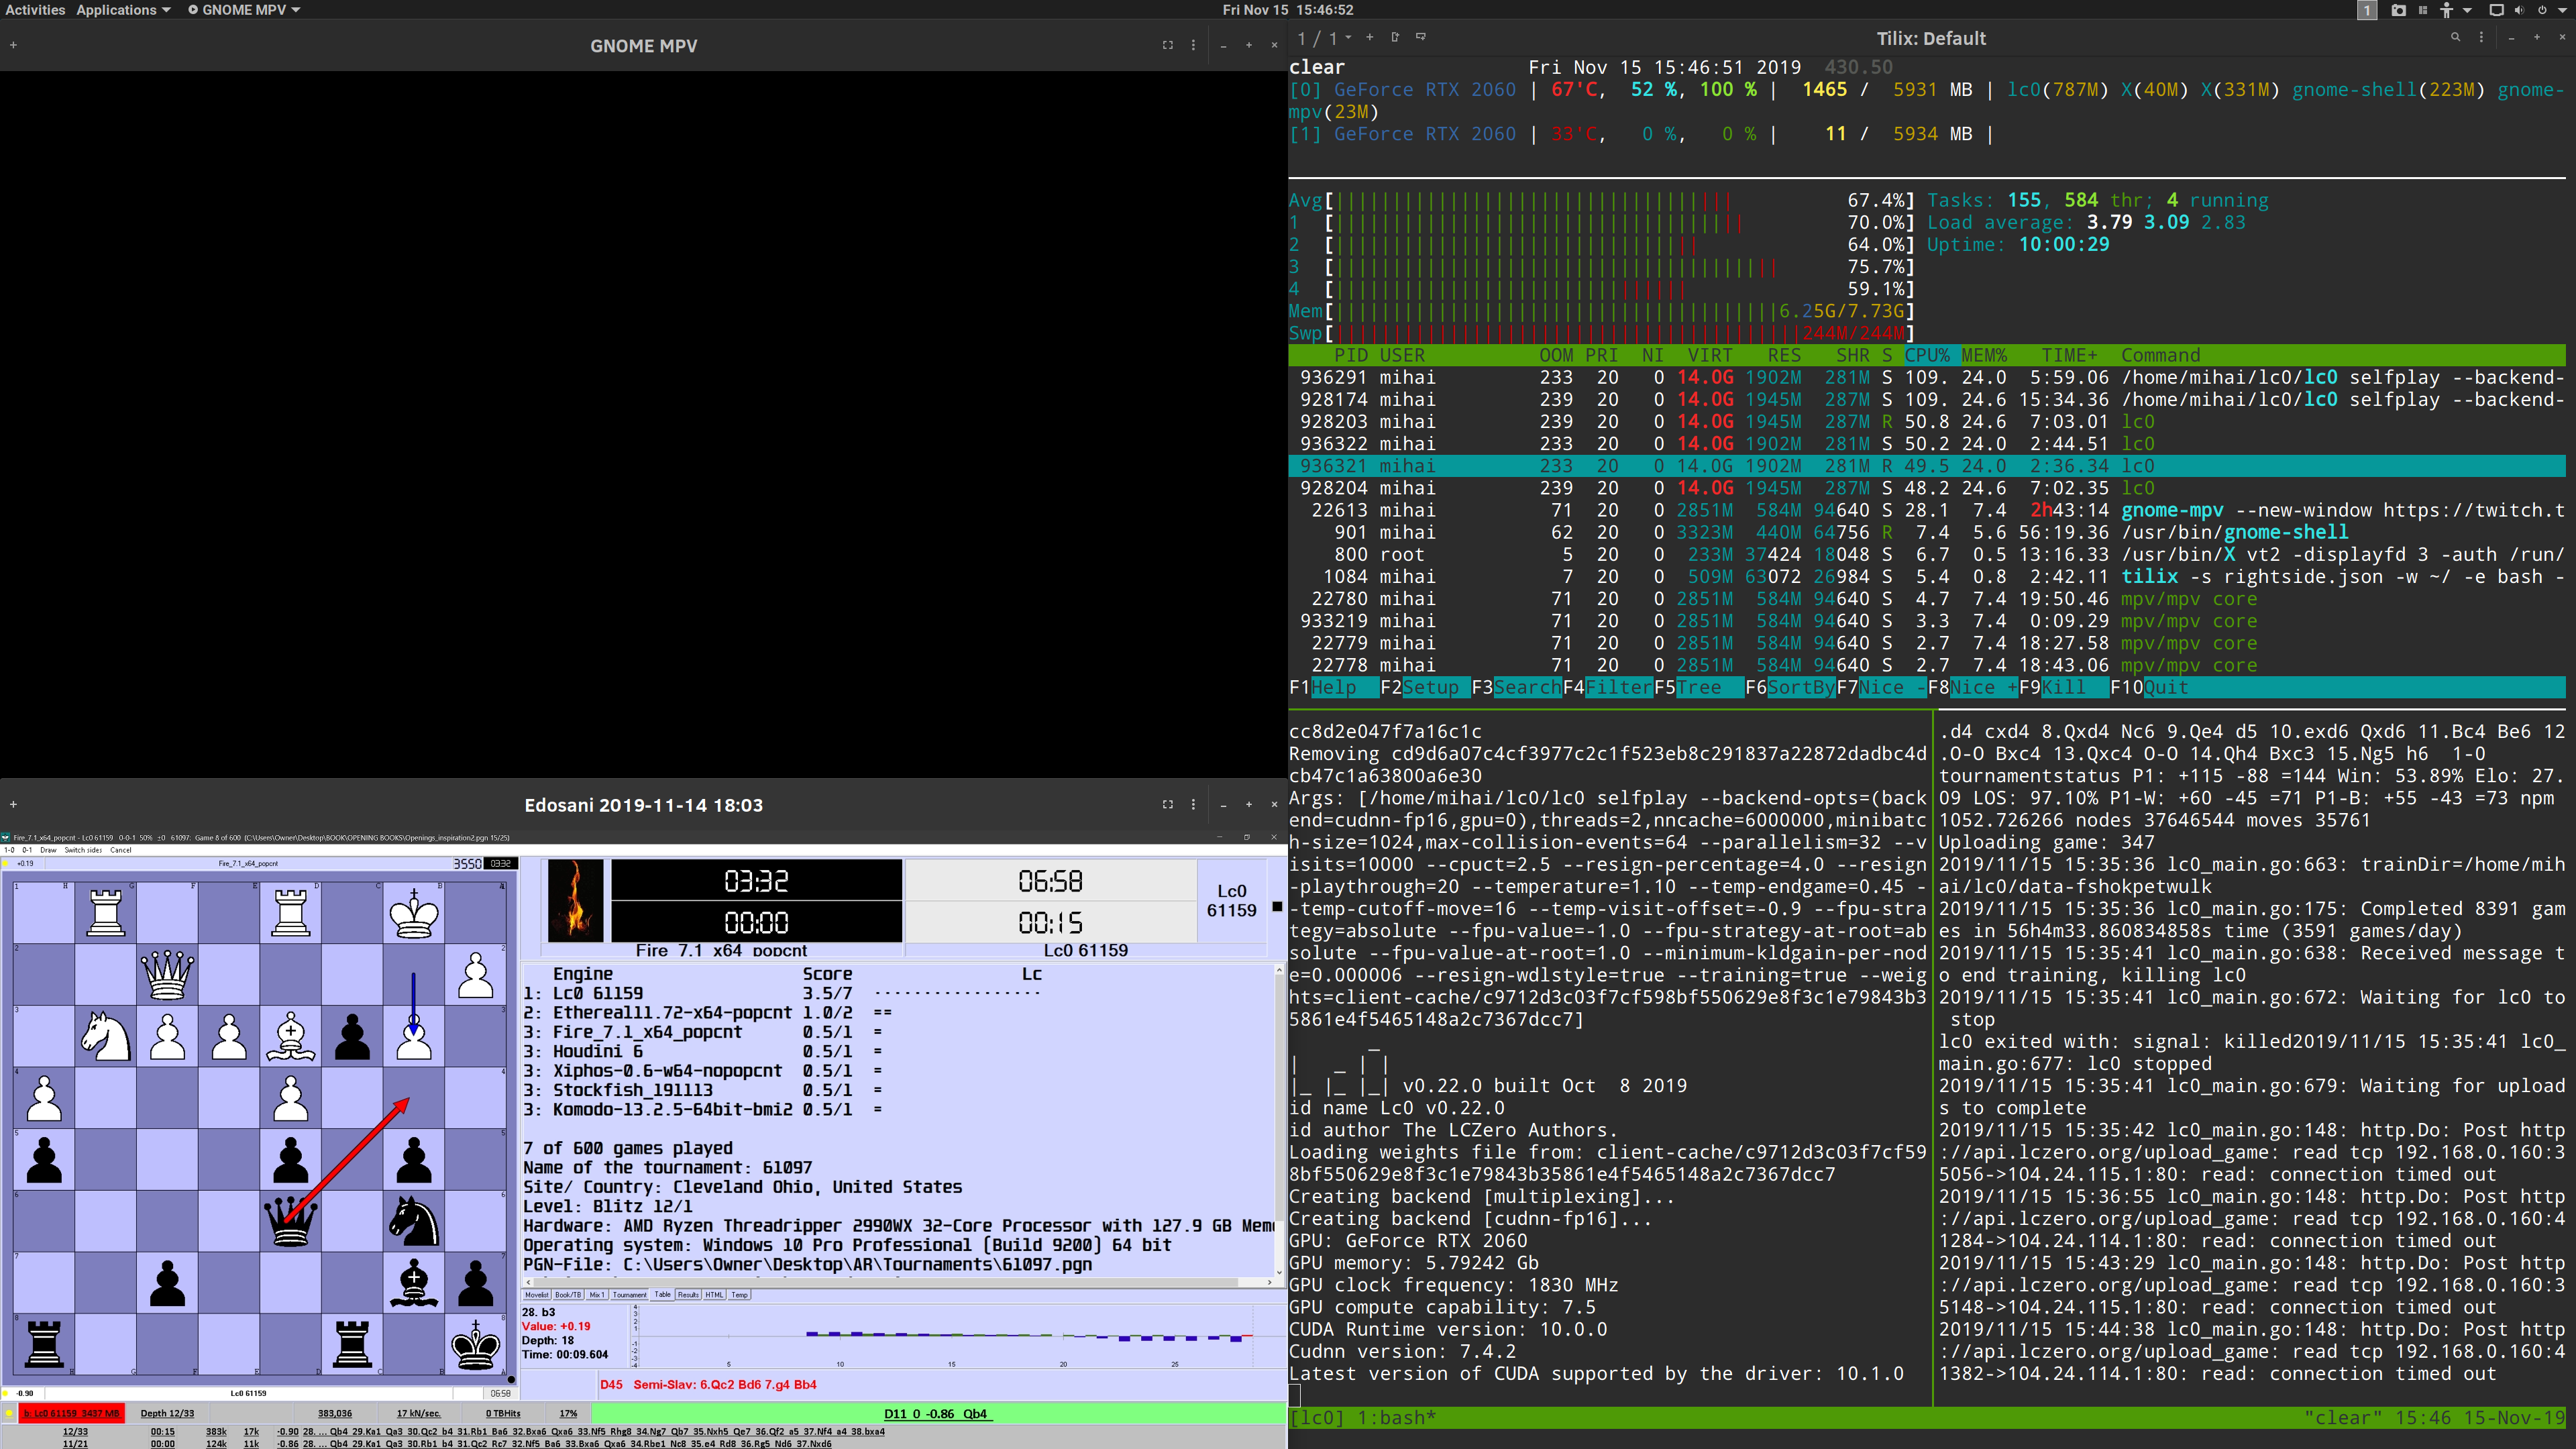 Activities Applications GNOME MPV Fri Nov 15 15:46:52 1
GNOME MPV
1 / 1 Tilix: Default
clear Fri Nov 15 15:46:51 2019 430.50
[0] GeForce RTX 2060 | 67'C, 52 %, 100 % | 1465 / 5931 MB | lc0(787M) X(40M) X(331M) gnome-shell(223M) gnome-
mpv(23M)
[1] GeForce RTX 2060 | 33'C, 0 %, 0 % | 11 / 5934 MB |
Avg[ 67.4%] Tasks: 155, 584 thr; 4 running
1 [ 70.0%] Load average: 3.79 3.09 2.83
2 [ 64.0%] Uptime: 10:00:29
3 [ 75.7%]
4 [ 59.1%]
Mem[ 6.25G/7.73G]
Swp[ 244M/244M]
PID USER OOM PRI NI VIRT RES SHR S CPU% MEM% TIME+ Command
936291 mihai 233 20 0 14.0G 1902M 281M S 109. 24.0 5:59.06 /home/mihai/lc0/lc0 selfplay --backend-
928174 mihai 239 20 0 14.0G 1945M 287M S 109. 24.6 15:34.36 /home/mihai/lc0/lc0 selfplay --backend-
928203 mihai 239 20 0 14.0G 1945M 287M R 50.8 24.6 7:03.01 lc0
936322 mihai 233 20 0 14.0G 1902M 281M S 50.2 24.0 2:44.51 lc0
936321 mihai 233 20 0 14.0G 1902M 281M R 49.5 24.0 2:36.34 lc0
928204 mihai 239 20 0 14.0G 1945M 287M S 48.2 24.6 7:02.35 lc0
22613 mihai 71 20 0 2851M 584M 94640 S 28.1 7.4 2h43:14 gnome-mpv --new-window https://twitch.t
901 mihai 62 20 0 3323M 440M 64756 R 7.4 5.6 56:19.36 /usr/bin/gnome-shell
800 root 5 20 0 233M 37424 18048 S 6.7 0.5 13:16.33 /usr/bin/X vt2 -displayfd 3 -auth /run/
1084 mihai 7 20 0 509M 63072 26984 S 5.4 0.8 2:42.11 tilix -s rightside.json -w ~/ -e bash -
22780 mihai 71 20 0 2851M 584M 94640 S 4.7 7.4 19:50.46 mpv/mpv core
933219 mihai 71 20 0 2851M 584M 94640 S 3.3 7.4 0:09.29 mpv/mpv core
22779 mihai 71 20 0 2851M 584M 94640 S 2.7 7.4 18:27.58 mpv/mpv core
22778 mihai 71 20 0 2851M 584M 94640 S 2.7 7.4 18:43.06 mpv/mpv core
F1Help F2Setup F3SearchF4FilterF5Tree F6SortByF7Nice -F8Nice +F9Kill F10Quit
cc8d2e047f7a16c1c
Removing cd9d6a07c4cf3977c2c1f523eb8c291837a22872dadbc4d
cb47c1a63800a6e30
Args: [/home/mihai/lc0/lc0 selfplay --backend-opts=(back
end=cudnn-fp16,gpu=0),threads=2,nncache=6000000,minibatc
h-size=1024,max-collision-events=64 --parallelism=32 --v
isits=10000 --cpuct=2.5 --resign-percentage=4.0 --resign
-playthrough=20 --temperature=1.10 --temp-endgame=0.45 -
-temp-cutoff-move=16 --temp-visit-offset=-0.9 --fpu-stra
tegy=absolute --fpu-value=-1.0 --fpu-strategy-at-root=ab
solute --fpu-value-at-root=1.0 --minimum-kldgain-per-nod
e=0.000006 --resign-wdlstyle=true --training=true --weig
hts=client-cache/c9712d3c03f7cf598bf550629e8f3c1e79843b3
5861e4f5465148a2c7367dcc7]
_
| _ | |
|_ |_ |_| v0.22.0 built Oct 8 2019
id name Lc0 v0.22.0
id author The LCZero Authors.
Loading weights file from: client-cache/c9712d3c03f7cf59
8bf550629e8f3c1e79843b35861e4f5465148a2c7367dcc7
Creating backend [multiplexing]...
Creating backend [cudnn-fp16]...
GPU: GeForce RTX 2060
GPU memory: 5.79242 Gb
GPU clock frequency: 1830 MHz
GPU compute capability: 7.5
CUDA Runtime version: 10.0.0
Cudnn version: 7.4.2
Latest version of CUDA supported by the driver: 10.1.0
.d4 cxd4 8.Qxd4 Nc6 9.Qe4 d5 10.exd6 Qxd6 11.Bc4 Be6 12
.O-O Bxc4 13.Qxc4 O-O 14.Qh4 Bxc3 15.Ng5 h6 1-0
tournamentstatus P1: +115 -88 =144 Win: 53.89% Elo: 27.
09 LOS: 97.10% P1-W: +60 -45 =71 P1-B: +55 -43 =73 npm
1052.726266 nodes 37646544 moves 35761
Uploading game: 347
2019/11/15 15:35:36 lc0_main.go:663: trainDir=/home/mih
ai/lc0/data-fshokpetwulk
2019/11/15 15:35:36 lc0_main.go:175: Completed 8391 gam
es in 56h4m33.860834858s time (3591 games/day)
2019/11/15 15:35:41 lc0_main.go:638: Received message t
o end training, killing lc0
2019/11/15 15:35:41 lc0_main.go:672: Waiting for lc0 to
stop
lc0 exited with: signal: killed2019/11/15 15:35:41 lc0_
main.go:677: lc0 stopped
2019/11/15 15:35:41 lc0_main.go:679: Waiting for upload
s to complete
2019/11/15 15:35:42 lc0_main.go:148: http.Do: Post http
://api.lczero.org/upload_game: read tcp 192.168.0.160:3
5056->104.24.115.1:80: read: connection timed out
2019/11/15 15:36:55 lc0_main.go:148: http.Do: Post http
://api.lczero.org/upload_game: read tcp 192.168.0.160:4
1284->104.24.114.1:80: read: connection timed out
2019/11/15 15:43:29 lc0_main.go:148: http.Do: Post http
://api.lczero.org/upload_game: read tcp 192.168.0.160:3
5148->104.24.115.1:80: read: connection timed out
2019/11/15 15:44:38 lc0_main.go:148: http.Do: Post http
://api.lczero.org/upload_game: read tcp 192.168.0.160:4
1382->104.24.114.1:80: read: connection timed out
[lc0] 1:bash* "clear" 15:46 15-Nov-19
Edosani 2019-11-14 18:03
Fire_7.1_x64_popcnt - Lc0 61159 0-0-1 50% ±0 61097: Game 8 of 600 (C:\Users\Owner\Desktop\BOOK\OPENING BOOKS\Openings_inspiration2.pgn 15/25)
1-0 0-1 Draw Switch sides Cancel
+0.19 Fire_7.1_x64_popcnt 3550 03:32
03:32 06:58
00:00 00:15
Lc0
61159
Fire 7.1 x64 popcnt Lc0 61159
Engine Score Lc
1: Lc0 61159 3.5/7 - - - - - - - - - - - - - - - - -
2: Ethereal11.72-x64-popcnt 1.0/2 ==
3: Fire_7.1_x64_popcnt 0.5/1 =
3: Houdini 6 0.5/1 =
3: Xiphos-0.6-w64-nopopcnt 0.5/1 =
3: Stockfish_191113 0.5/1 =
3: Komodo-13.2.5-64bit-bmi2 0.5/1 =
7 of 600 games played
Name of the tournament: 61097
Site/ Country: Cleveland Ohio, United States
Level: Blitz 12/1
Hardware: AMD Ryzen Threadripper 2990WX 32-Core Processor with 127.9 GB Mem
Operating system: Windows 10 Pro Professional (Build 9200) 64 bit
PGN-File: C:\Users\Owner\Desktop\AR\Tournaments\61097.pgn
Movelist Book/TB Mix 1 Tournament Table Results HTML Temp
28. b3
Value: +0.19
Depth: 18
Time: 00:09.604
5 10 15 20 25
D45 Semi-Slav: 6.Qc2 Bd6 7.g4 Bb4
-0.90 Lc0 61159 06:58
b: Lc0 61159 3437 MB Depth 12/33 383,036 17 kN/sec. 0 TBHits 17% D11 0 -0.86 Qb4
12/33 00:15 383k 17k -0.90 28. ... Qb4 29.Ka1 Qa3 30.Qc2 b4 31.Rb1 Ba6 32.Bxa6 Qxa6 33.Nf5 Rhg8 34.Ng7 Qb7 35.Nxh5 Qe7 36.Qf2 a5 37.Nf4 a4 38.bxa4
11/21 00:00 124k 11k -0.86 28. ... Qb4 29.Ka1 Qa3 30.Rb1 b4 31.Qc2 Rc7 32.Nf5 Ba6 33.Bxa6 Qxa6 34.Rbe1 Nc8 35.e4 Rd8 36.Rg5 Nd6 37.Nxd6